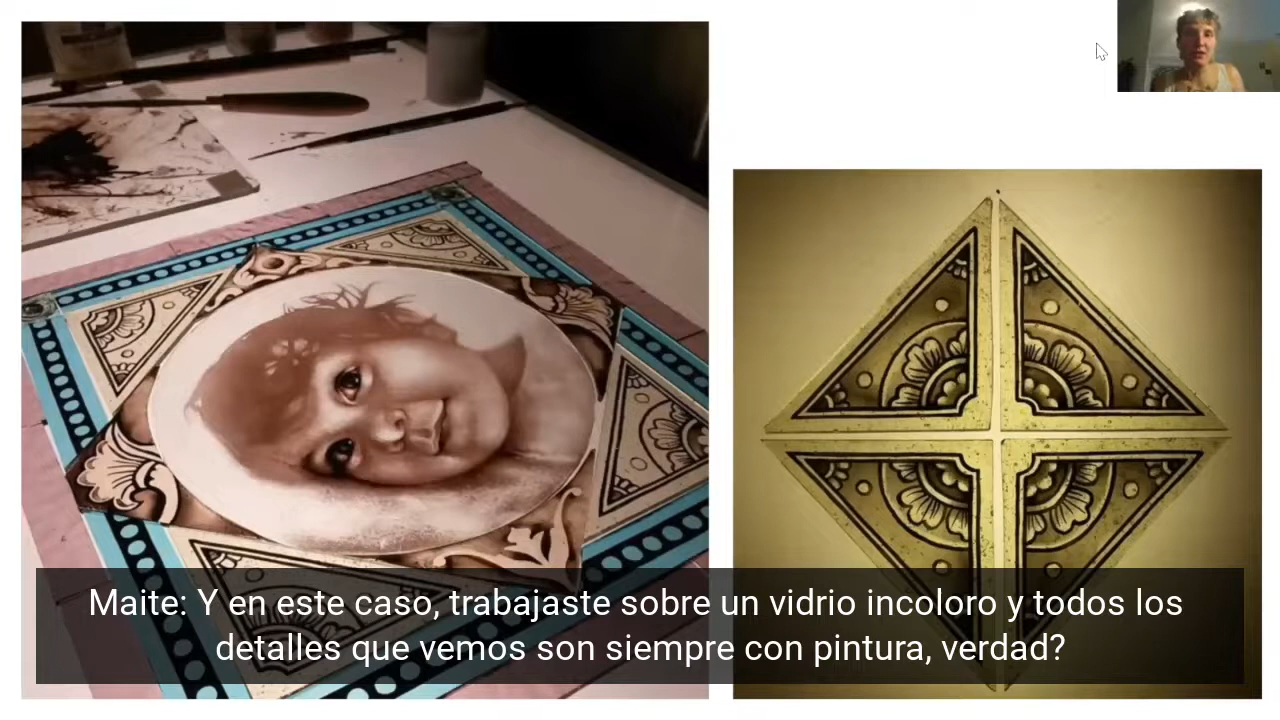 Maite: Y en este caso, trabajaste sobre un vidrio incoloro y todos los
detalles que vemos son siempre con pintura, verdad?